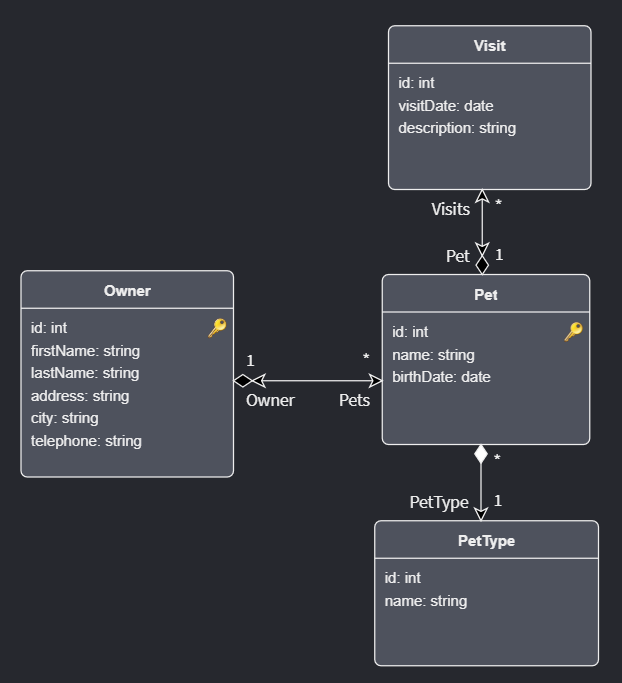 Visit
id: int
visitDate: date
description: string
Visits *
Pet 1
Owner
id: int
firstName: string
lastName: string
address: string
city: string
telephone: string
1
Owner
*
Pets
Pet
id: int
name: string
birthDate: date
*
PetType 1
PetType
id: int
name: string